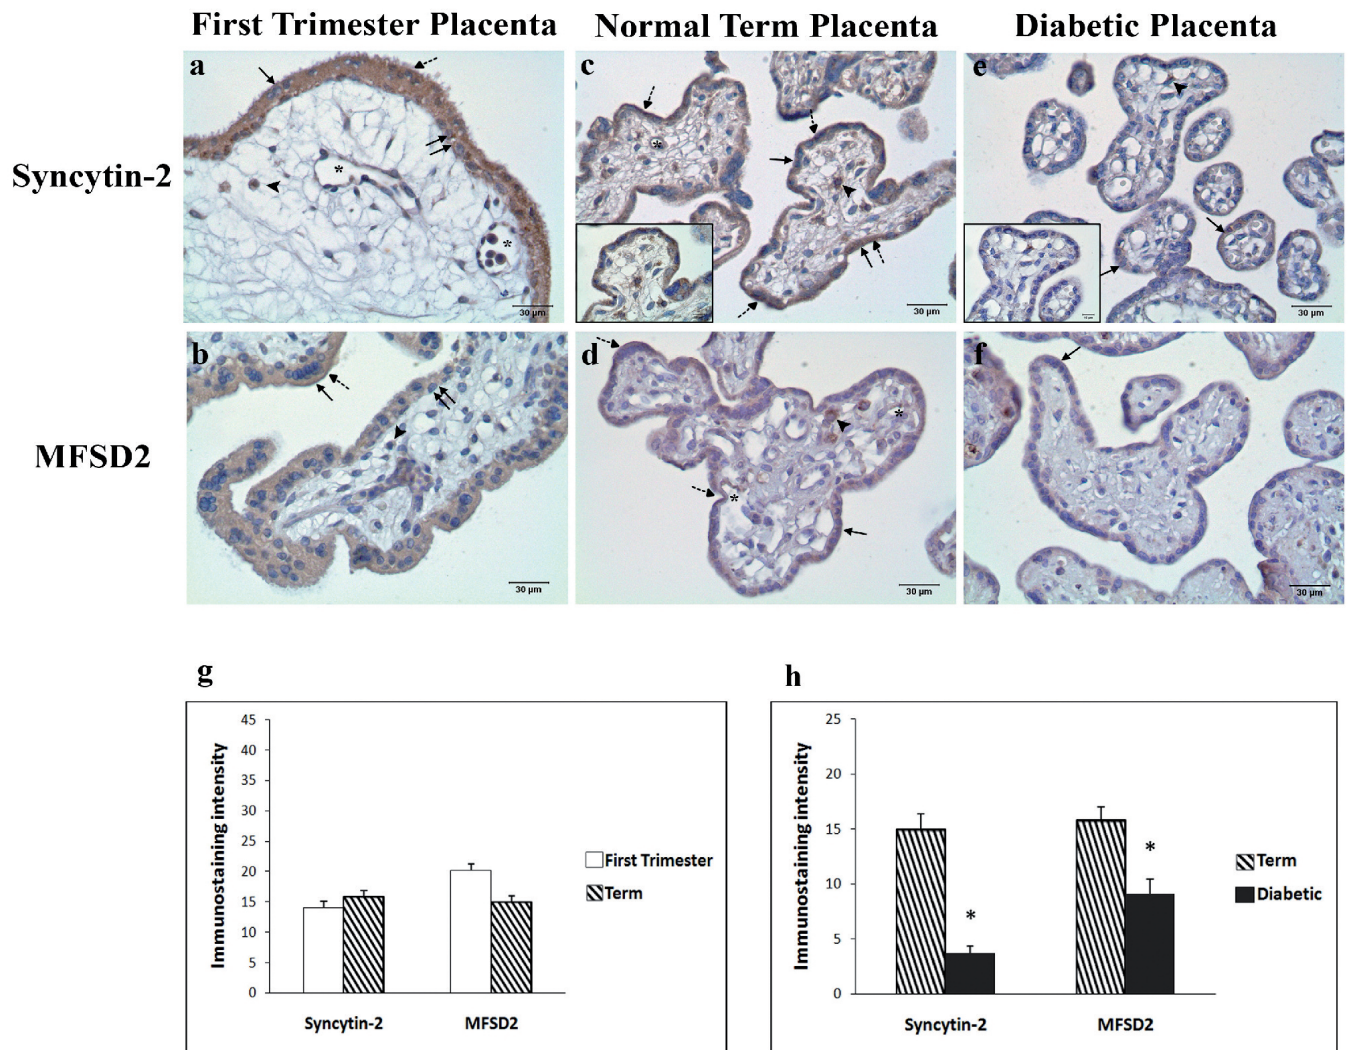 First Trimester Placenta
Normal Term Placenta
Diabetic Placenta
Syncytin-2
a
*
*
30 µm
c
*
30 µm
e
30 µm
MFSD2
b
30 µm
d
*
*
30 µm
f
30 µm
g
45
40
35
30
25
20
15
10
5
0
Immunostaining intensity
Syncytin-2
MFSD2
First Trimester
Term
h
25
20
15
10
5
0
Immunostaining intensity
*
*
Syncytin-2
MFSD2
Term
Diabetic